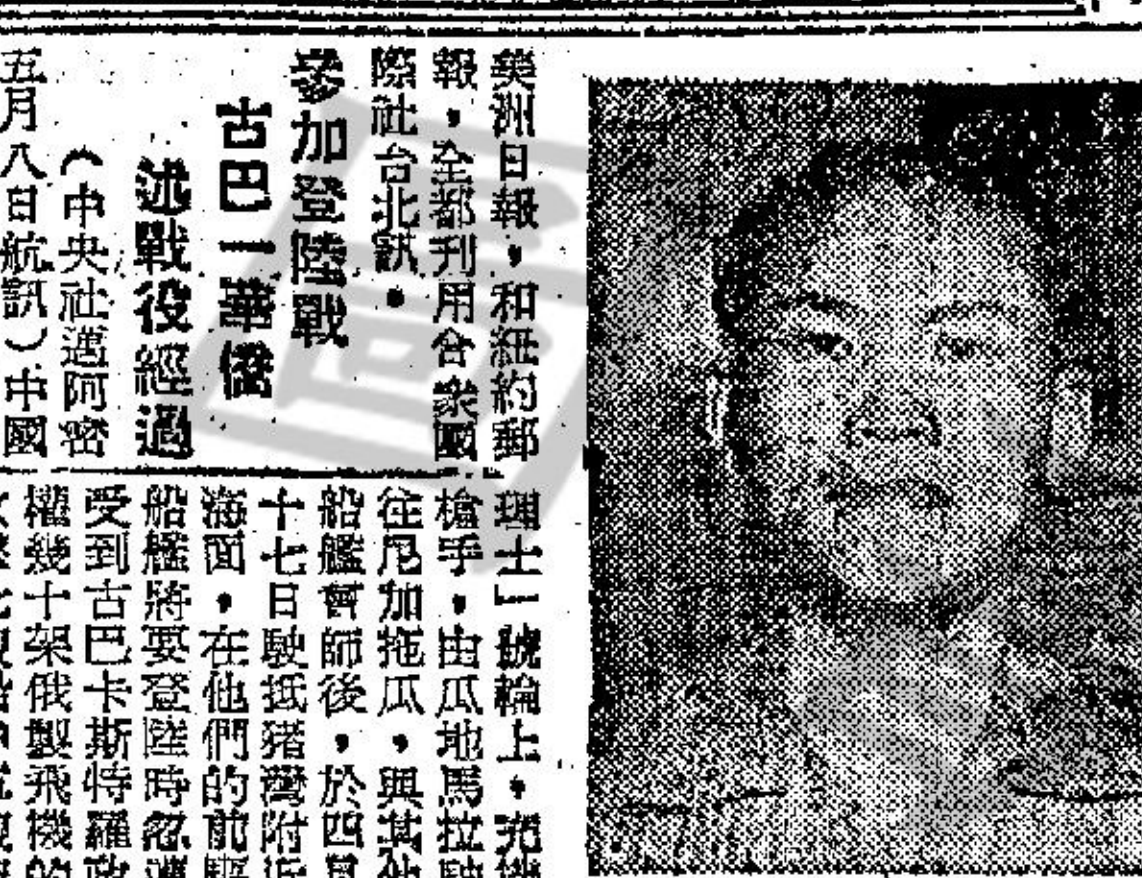 美洲日報，和紐約郵
報，全都刊用合衆國
際社台北訊。
參加登陸戰
古巴一華僑
述戰役經過
（中央社邁阿密
五月八日航訊）中國
理士」號輪上，充機
槍手，由瓜地馬拉駛
往尼加拖瓜，與其他
船艦會師後，於四月
十七日駛抵豬灣附近
海面，在他們的前驅
船艦將要登陸時忽遭
受到古巴卡斯特羅政
權幾十架俄製飛機的